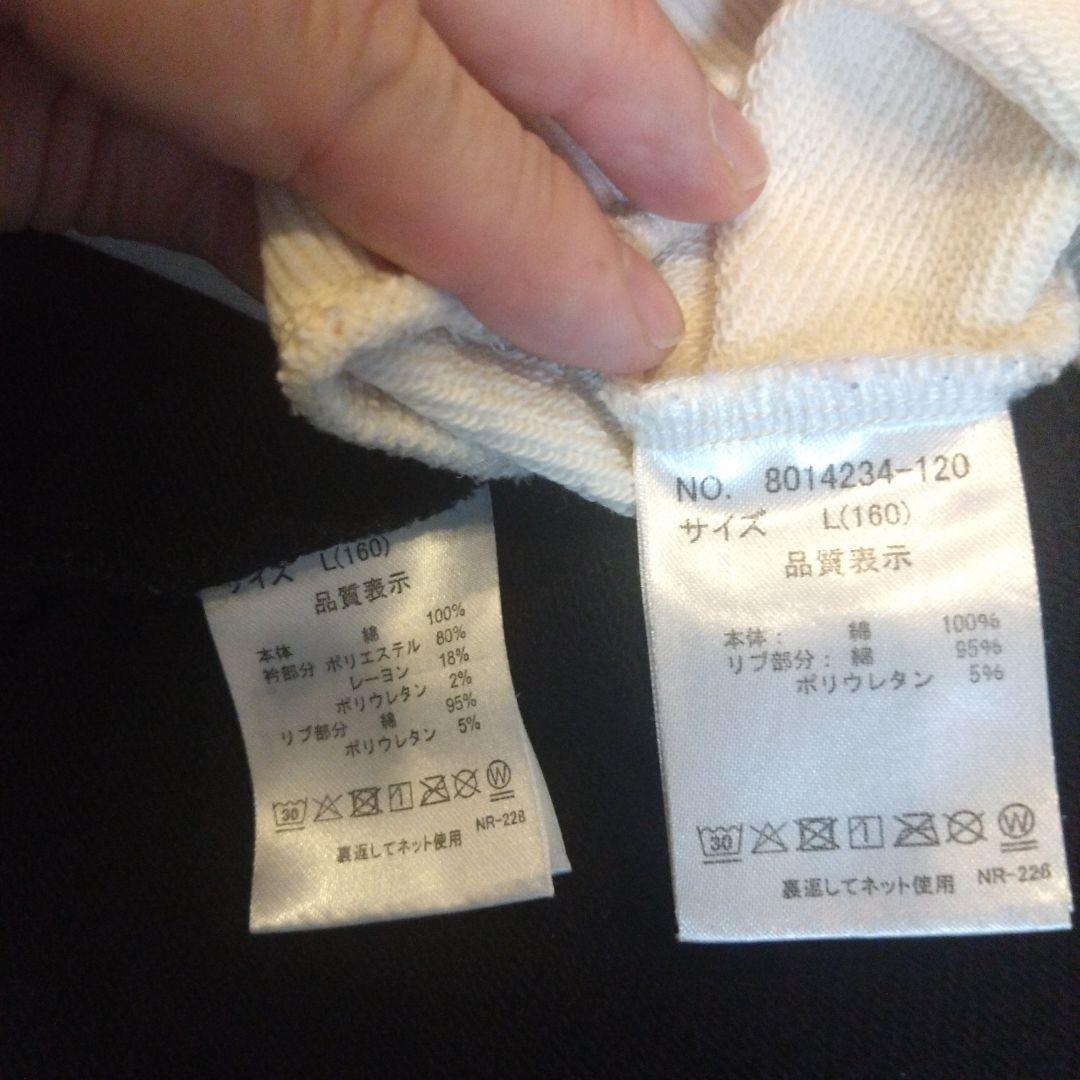 サイズ L(160)
品質表示
本体 綿 100%
衿部分 ポリエステル 80%
レーヨン 18%
ポリウレタン 2%
リブ部分 綿 95%
ポリウレタン 5%
30 1 W
裏返してネット使用 NR-228
NO. 8014234-120
サイズ L(160)
品質表示
本体: 綿 100%
リブ部分: 綿 95%
ポリウレタン 5%
30 1 W
裏返してネット使用 NR-226